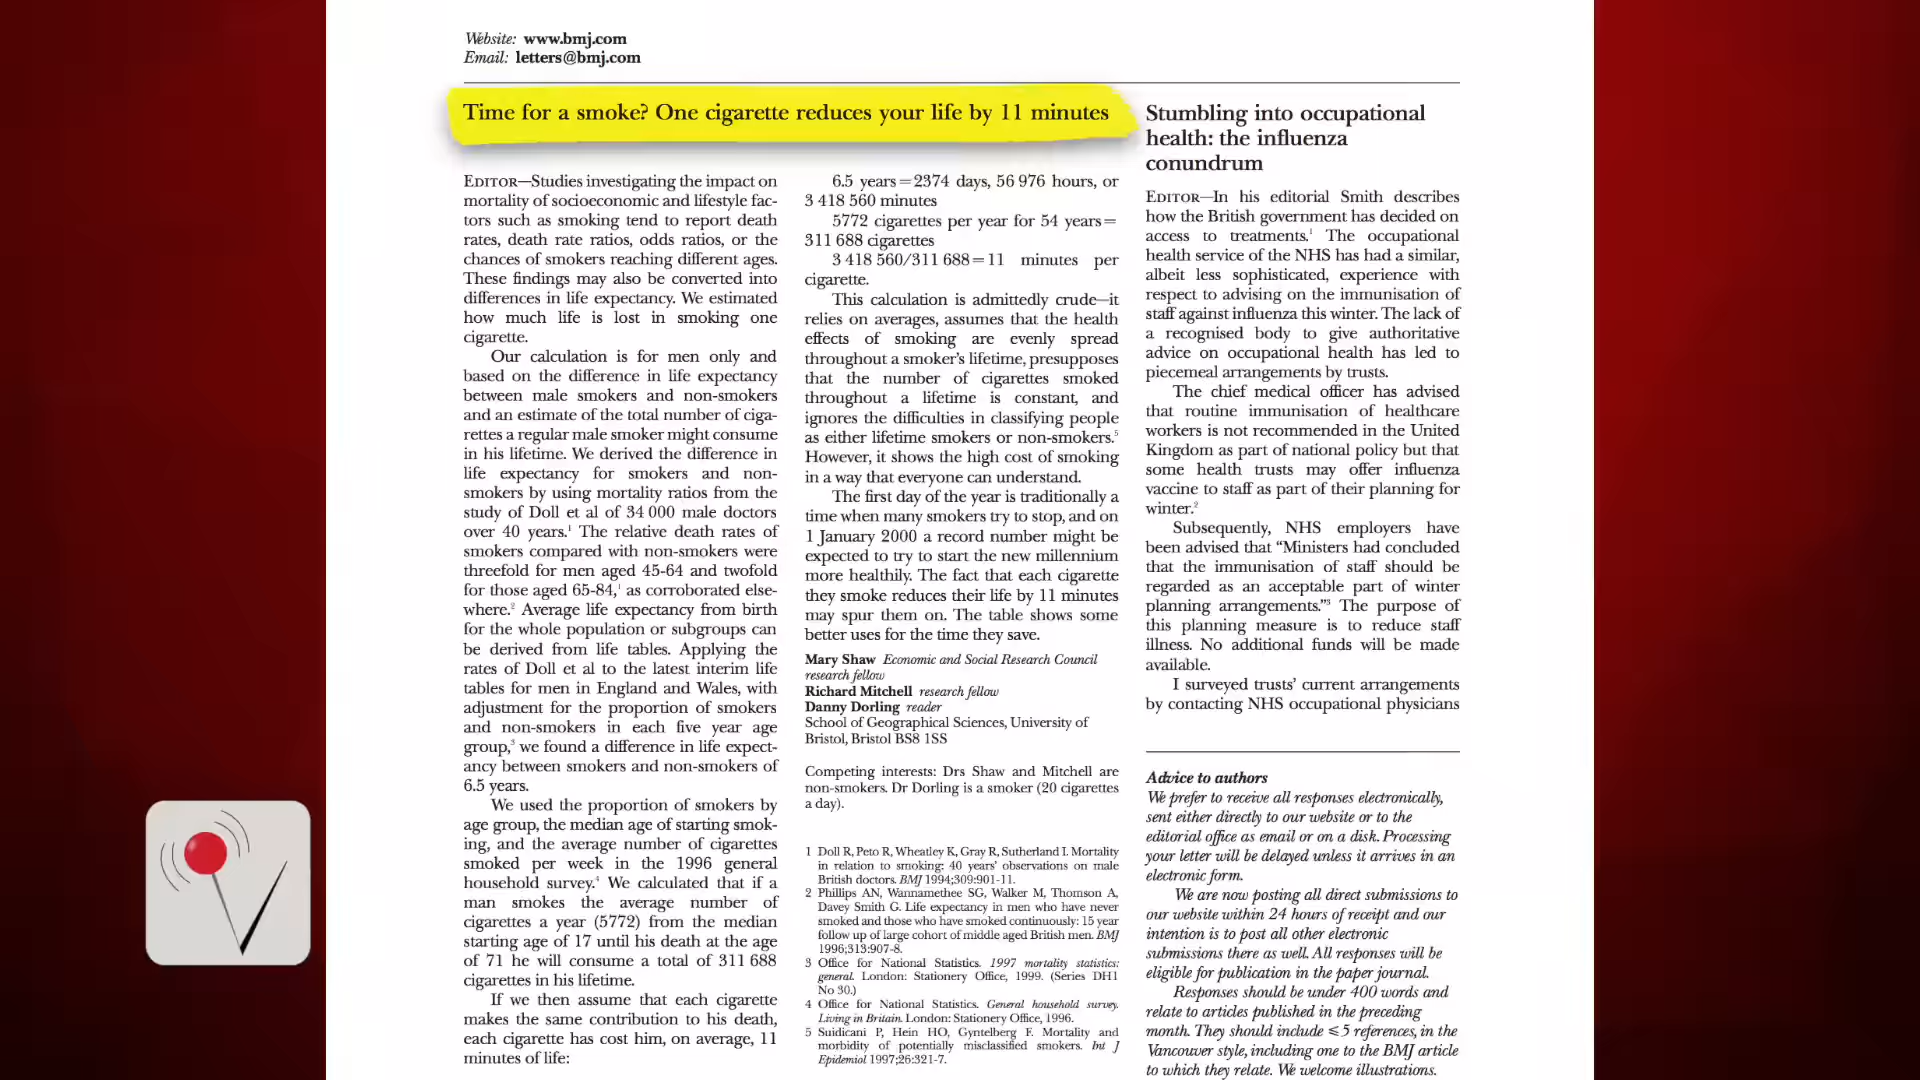 Website: www.bmj.com
Email: letters@bmj.com
Time for a smoke? One cigarette reduces your life by 11 minutes
EDITOR—Studies investigating the impact on
mortality of socioeconomic and lifestyle fac-
tors such as smoking tend to report death
rates, death rate ratios, odds ratios, or the
chances of smokers reaching different ages.
These findings may also be converted into
differences in life expectancy. We estimated
how much life is lost in smoking one
cigarette.
Our calculation is for men only and
based on the difference in life expectancy
between male smokers and non-smokers
and an estimate of the total number of ciga-
rettes a regular male smoker might consume
in his lifetime. We derived the difference in
life expectancy for smokers and non-
smokers by using mortality ratios from the
study of Doll et al of 34 000 male doctors
over 40 years.¹ The relative death rates of
smokers compared with non-smokers were
threefold for men aged 45-64 and twofold
for those aged 65-84,¹ as corroborated else-
where.² Average life expectancy from birth
for the whole population or subgroups can
be derived from life tables. Applying the
rates of Doll et al to the latest interim life
tables for men in England and Wales, with
adjustment for the proportion of smokers
and non-smokers in each five year age
group,³ we found a difference in life expect-
ancy between smokers and non-smokers of
6.5 years.
We used the proportion of smokers by
age group, the median age of starting smok-
ing, and the average number of cigarettes
smoked per week in the 1996 general
household survey.⁴ We calculated that if a
man smokes the average number of
cigarettes a year (5772) from the median
starting age of 17 until his death at the age
of 71 he will consume a total of 311 688
cigarettes in his lifetime.
If we then assume that each cigarette
makes the same contribution to his death,
each cigarette has cost him, on average, 11
minutes of life:
6.5 years=2374 days, 56 976 hours, or
3 418 560 minutes
5772 cigarettes per year for 54 years=
311 688 cigarettes
3 418 560/311 688=11 minutes per
cigarette.
This calculation is admittedly crude—it
relies on averages, assumes that the health
effects of smoking are evenly spread
throughout a smoker's lifetime, presupposes
that the number of cigarettes smoked
throughout a lifetime is constant, and
ignores the difficulties in classifying people
as either lifetime smokers or non-smokers.⁵
However, it shows the high cost of smoking
in a way that everyone can understand.
The first day of the year is traditionally a
time when many smokers try to stop, and on
1 January 2000 a record number might be
expected to try to start the new millennium
more healthily. The fact that each cigarette
they smoke reduces their life by 11 minutes
may spur them on. The table shows some
better uses for the time they save.
Mary Shaw Economic and Social Research Council
research fellow
Richard Mitchell research fellow
Danny Dorling reader
School of Geographical Sciences, University of
Bristol, Bristol BS8 1SS
Competing interests: Drs Shaw and Mitchell are
non-smokers. Dr Dorling is a smoker (20 cigarettes
a day).
1 Doll R, Peto R, Wheatley K, Gray R, Sutherland I. Mortality
in relation to smoking: 40 years' observations on male
British doctors. BMJ 1994;309:901-11.
2 Phillips AN, Wannamethee SG, Walker M, Thomson A,
Davey Smith G. Life expectancy in men who have never
smoked and those who have smoked continuously: 15 year
follow up of large cohort of middle aged British men. BMJ
1996;313:907-8.
3 Office for National Statistics. 1997 mortality statistics:
general. London: Stationery Office, 1999. (Series DH1
No 30.)
4 Office for National Statistics. General household survey.
Living in Britain. London: Stationery Office, 1996.
5 Suidicani P, Hein HO, Gyntelberg F. Mortality and
morbidity of potentially misclassified smokers. Int J
Epidemiol 1997;26:321-7.
Stumbling into occupational
health: the influenza
conundrum
EDITOR—In his editorial Smith describes
how the British government has decided on
access to treatments.¹ The occupational
health service of the NHS has had a similar,
albeit less sophisticated, experience with
respect to advising on the immunisation of
staff against influenza this winter. The lack of
a recognised body to give authoritative
advice on occupational health has led to
piecemeal arrangements by trusts.
The chief medical officer has advised
that routine immunisation of healthcare
workers is not recommended in the United
Kingdom as part of national policy but that
some health trusts may offer influenza
vaccine to staff as part of their planning for
winter.²
Subsequently, NHS employers have
been advised that “Ministers had concluded
that the immunisation of staff should be
regarded as an acceptable part of winter
planning arrangements.”³ The purpose of
this planning measure is to reduce staff
illness. No additional funds will be made
available.
I surveyed trusts' current arrangements
by contacting NHS occupational physicians
Advice to authors
We prefer to receive all responses electronically,
sent either directly to our website or to the
editorial office as email or on a disk. Processing
your letter will be delayed unless it arrives in an
electronic form.
We are now posting all direct submissions to
our website within 24 hours of receipt and our
intention is to post all other electronic
submissions there as well. All responses will be
eligible for publication in the paper journal.
Responses should be under 400 words and
relate to articles published in the preceding
month. They should include ≤5 references, in the
Vancouver style, including one to the BMJ article
to which they relate. We welcome illustrations.